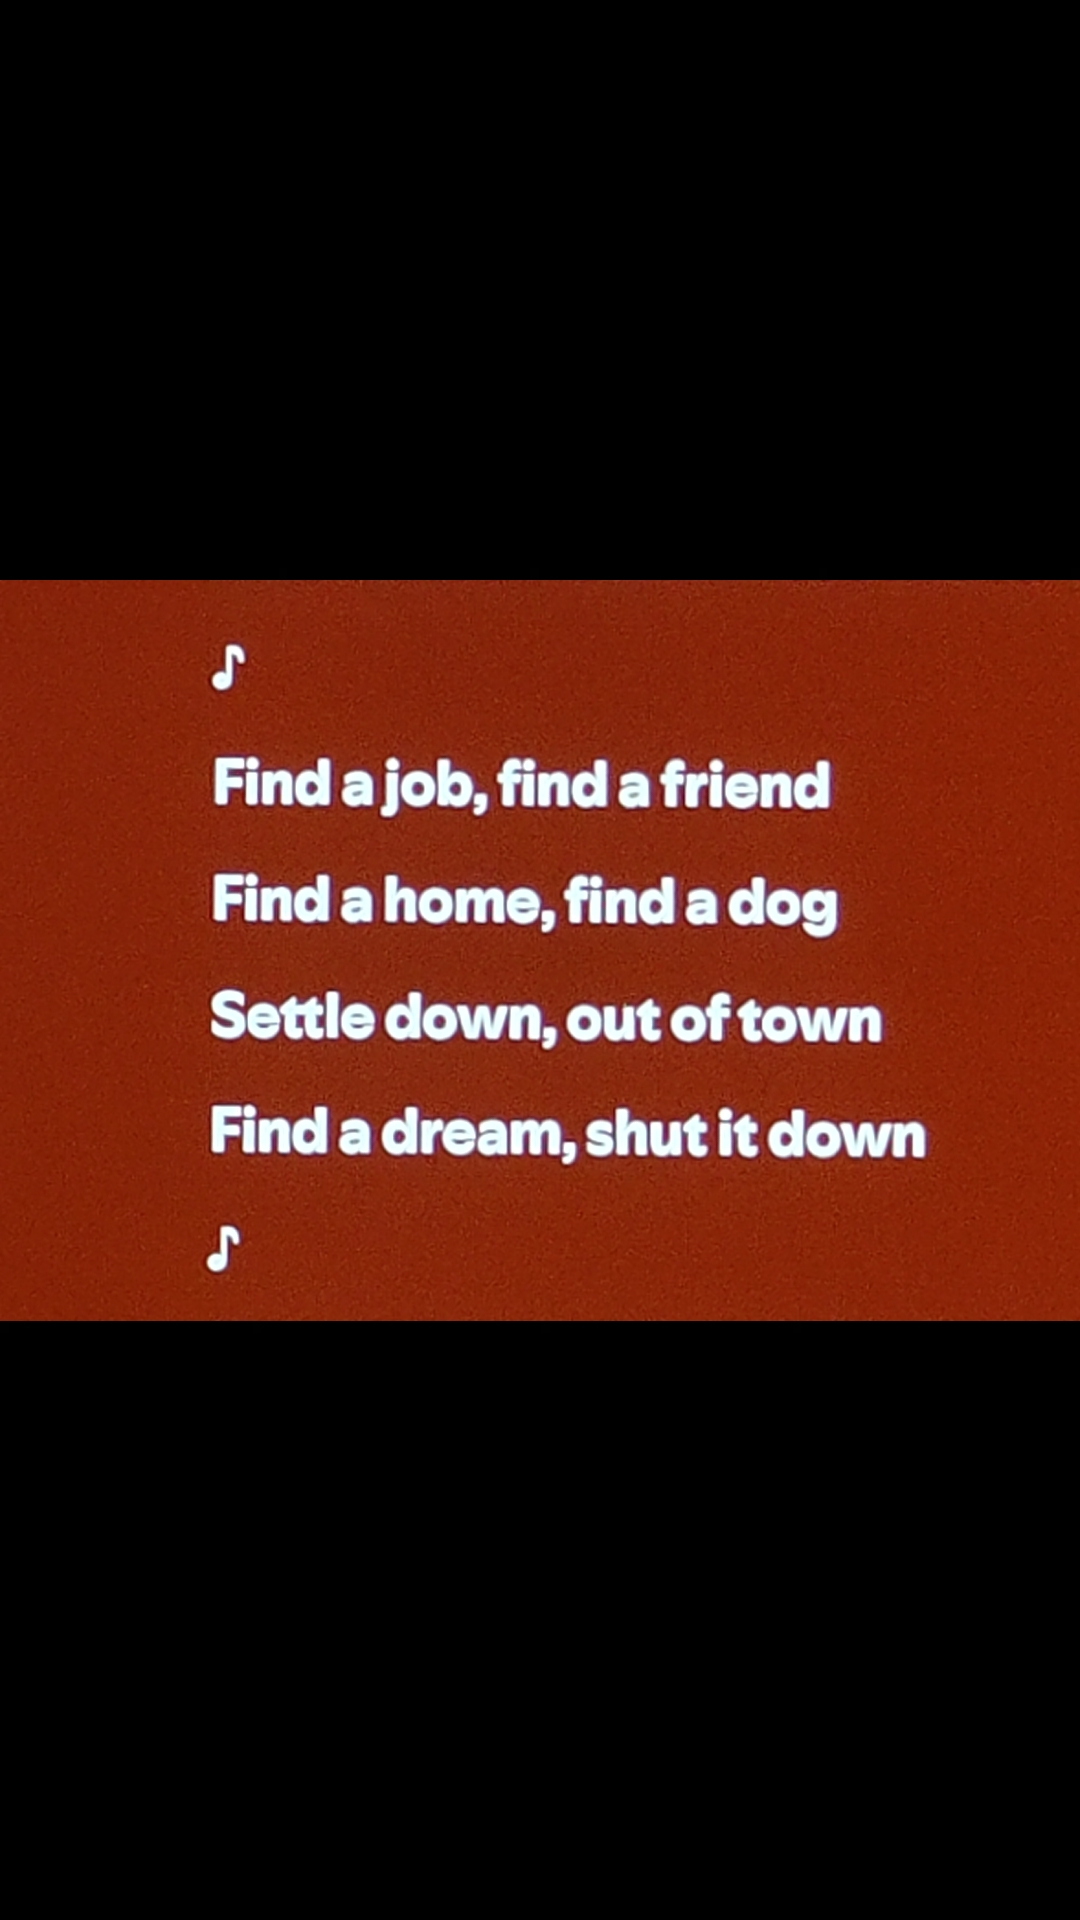 ♪
Find a job, find a friend
Find a home, find a dog
Settle down, out of town
Find a dream, shut it down
♪